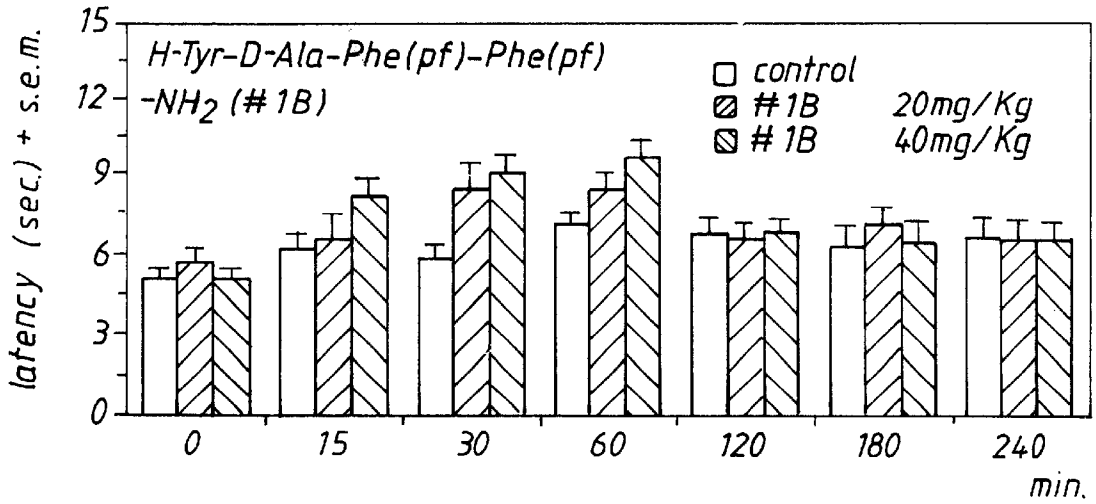 15
12
9
6
3
0
latency (sec.) + s.e.m.
H-Tyr-D-Ala-Phe(pf)-Phe(pf)
-NH2 (#1B)
control
#1B 20mg/Kg
#1B 40mg/Kg
0 15 30 60 120 180 240
min.